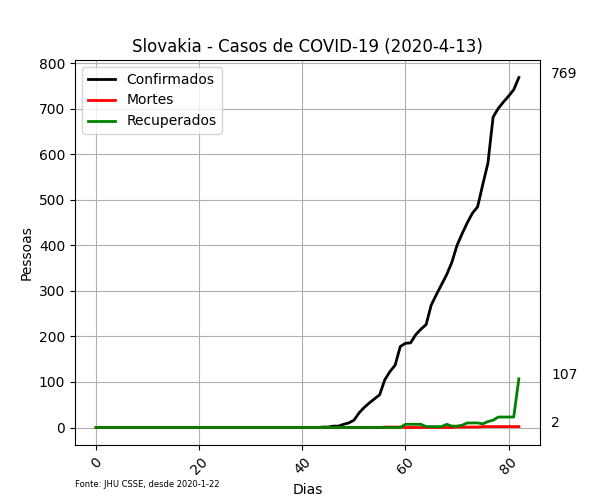 Slovakia - Casos de COVID-19 (2020-4-13)
Confirmados
Mortes
Recuperados
800
700
600
500
400
300
200
100
0
Pessoas
769
107
2
0
20
40
60
80
Dias
Fonte: JHU CSSE, desde 2020-1-22